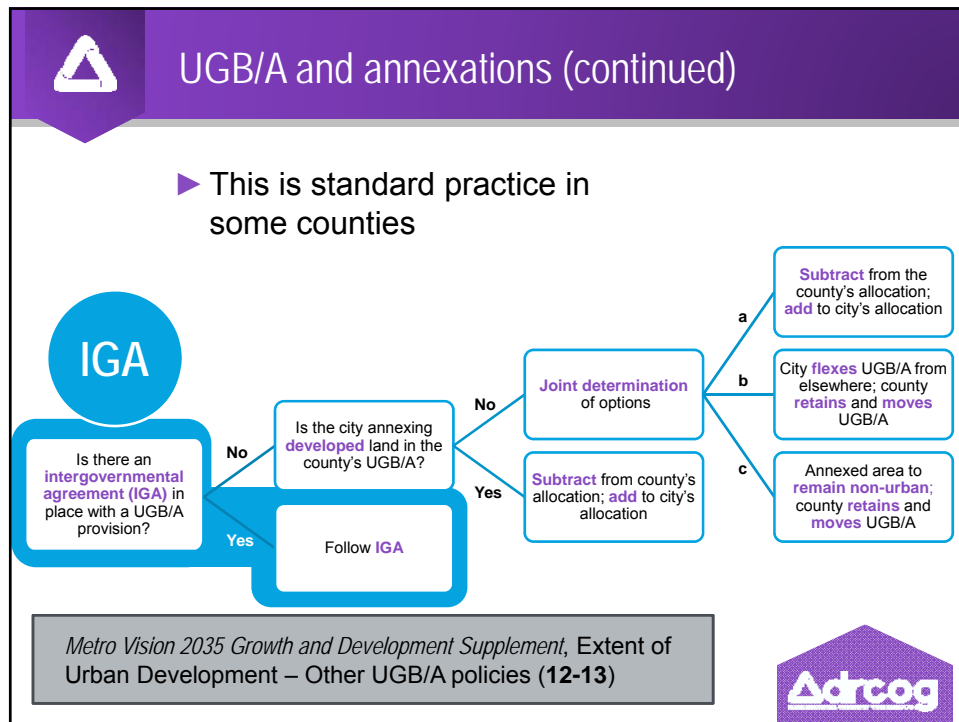 UGB/A and annexations (continued)
► This is standard practice in
some counties
IGA
Is there an
intergovernmental
agreement (IGA) in
place with a UGB/A
provision?
No
Yes
Is the city annexing
developed land in the
county's UGB/A?
Follow IGA
No
Yes
Joint determination
of options
Subtract from county's
allocation; add to city's
allocation
a
b
c
Subtract from the
county's allocation;
add to city's allocation
City flexes UGB/A from
elsewhere; county
retains and moves
UGB/A
Annexed area to
remain non-urban;
county retains and
moves UGB/A
Metro Vision 2035 Growth and Development Supplement, Extent of
Urban Development – Other UGB/A policies (12-13)
drcog